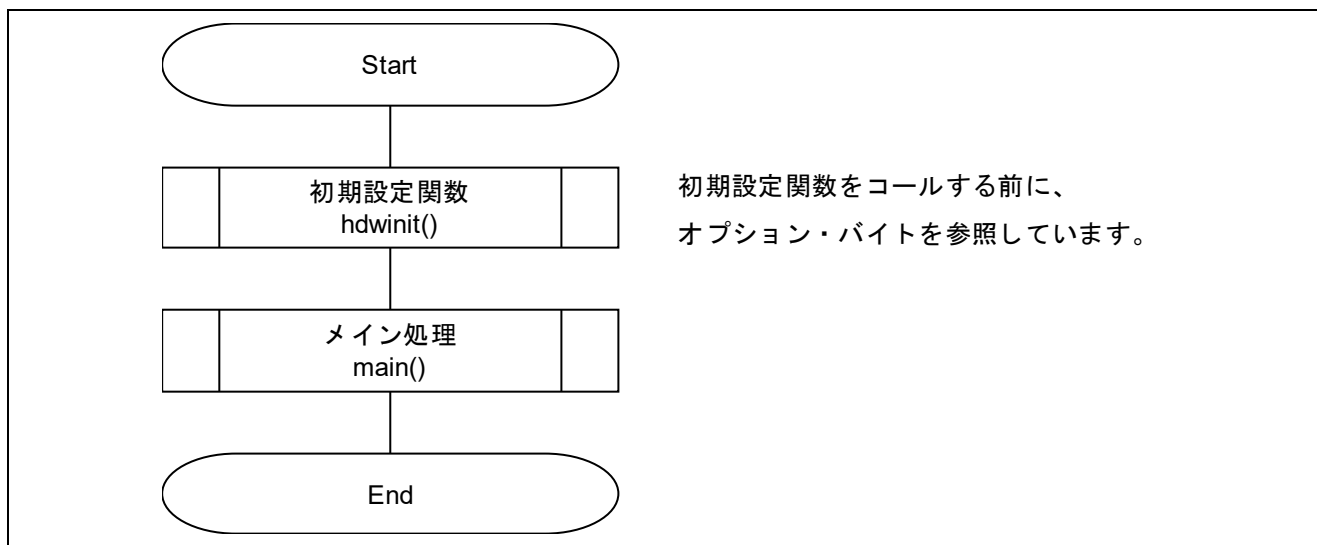 Start
初期設定関数
hdwinit()
初期設定関数をコールする前に、
オプション・バイトを参照しています。
メイン処理
main()
End